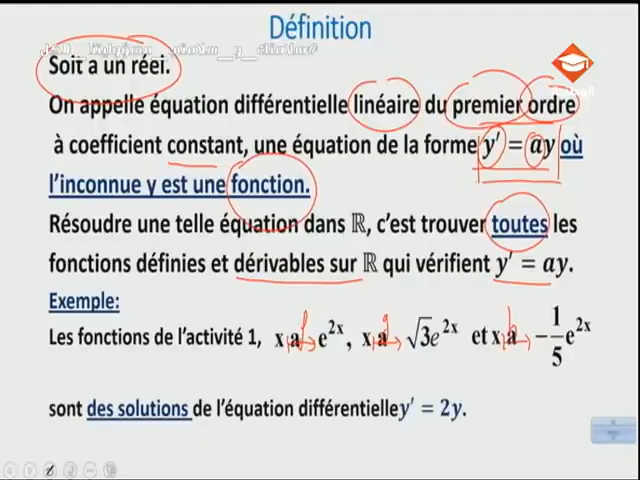 Définition
Soit a un réel.
On appelle équation différentielle linéaire du premier ordre
à coefficient constant, une équation de la forme y' = ay où
l'inconnue y est une fonction.
Résoudre une telle équation dans ℝ, c'est trouver toutes les
fonctions définies et dérivables sur ℝ qui vérifient y' = ay.
Exemple:
Les fonctions de l'activité 1, x a e^{2x}, x a √3e^{2x} et x a -1/5 e^{2x}
sont des solutions de l'équation différentielle y' = 2y.